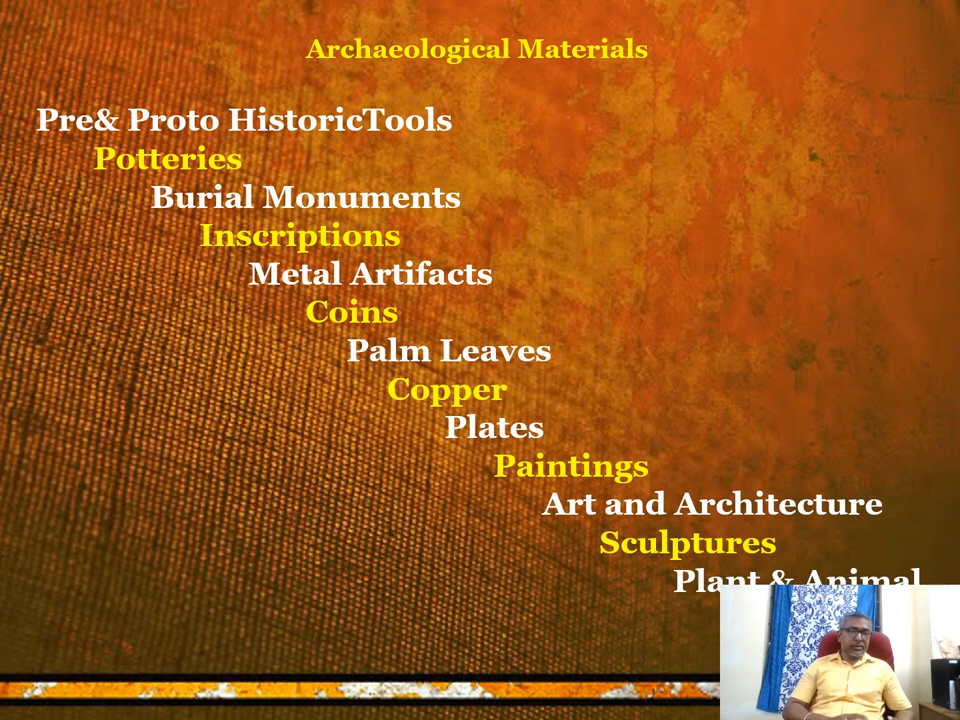 Archaeological Materials
Pre& Proto HistoricTools
Potteries
Burial Monuments
Inscriptions
Metal Artifacts
Coins
Palm Leaves
Copper
Plates
Paintings
Art and Architecture
Sculptures
Plant & Animal